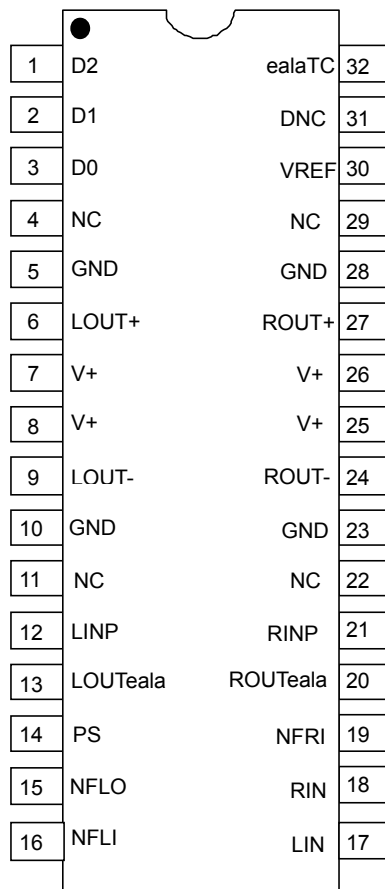 1 D2 ealaTC 32
2 D1 DNC 31
3 D0 VREF 30
4 NC NC 29
5 GND GND 28
6 LOUT+ ROUT+ 27
7 V+ V+ 26
8 V+ V+ 25
9 LOUT- ROUT- 24
10 GND GND 23
11 NC NC 22
12 LINP RINP 21
13 LOUTeala ROUTeala 20
14 PS NFRI 19
15 NFLO RIN 18
16 NFLI LIN 17